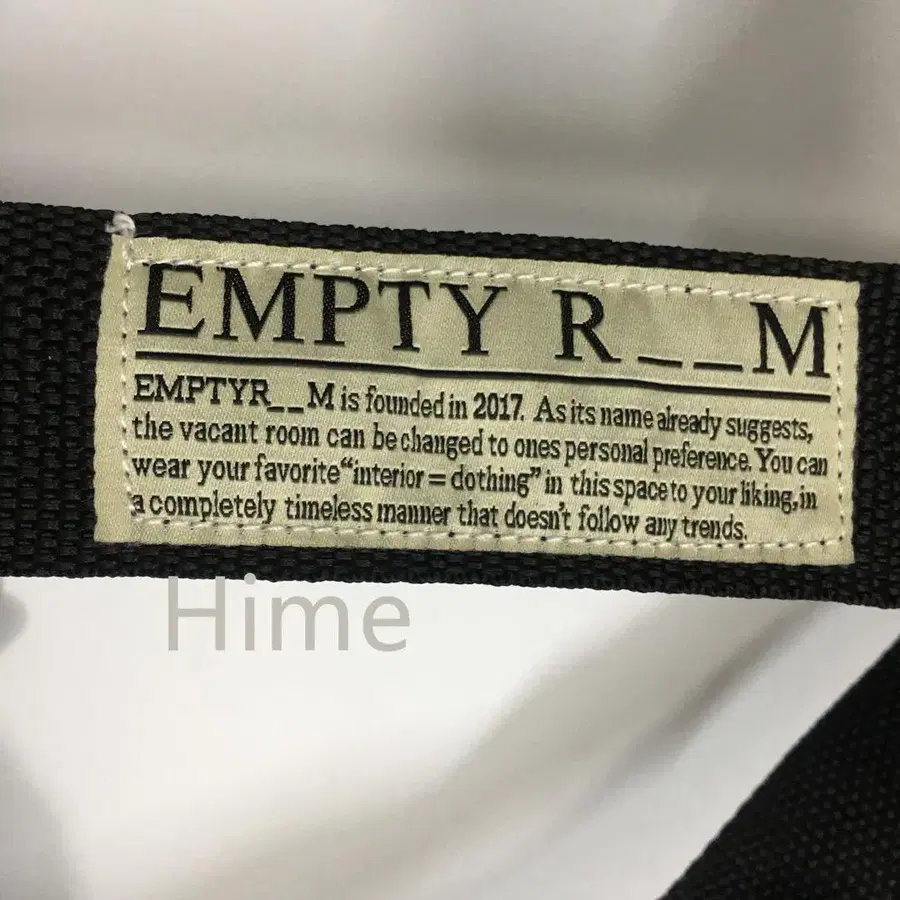 EMPTY R__M
EMPTYR__M is founded in 2017. As its name already suggests,
the vacant room can be changed to ones personal preference. You can
wear your favorite“interior = dothing” in this space to your liking,in
a completely timeless manner that doesn't follow any trends.
Hime